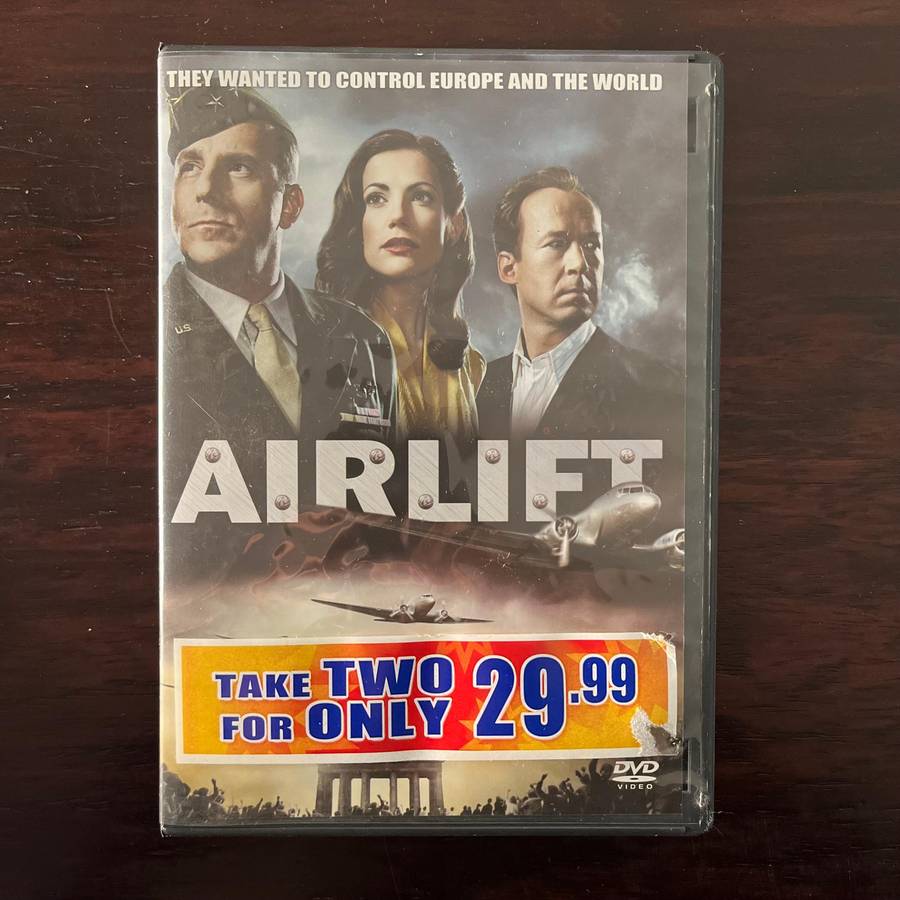 THEY WANTED TO CONTROL EUROPE AND THE WORLD
U.S.
AIRLIFT
TAKE TWO
FOR ONLY 29.99
DVD
VIDEO